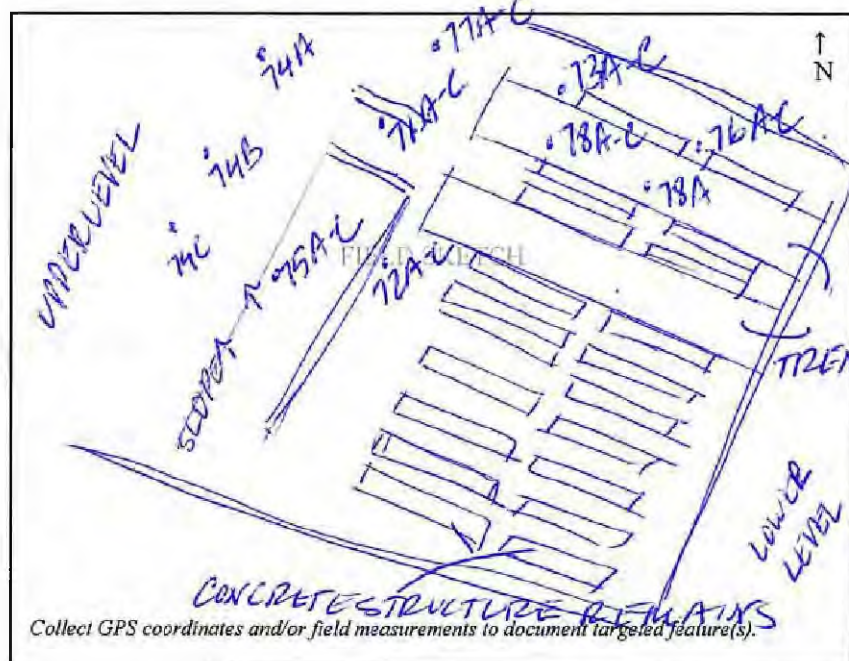 77A-C
↑
N
74A
73A-C
78A-C
76A-C
74B
78A
UPPER LEVEL
74C
75A-C
FIELD SKETCH
72A-C
SLOPE
LOWER
LEVEL
CONCRETE STRUCTURE REMAINS
Collect GPS coordinates and/or field measurements to document targeted feature(s).